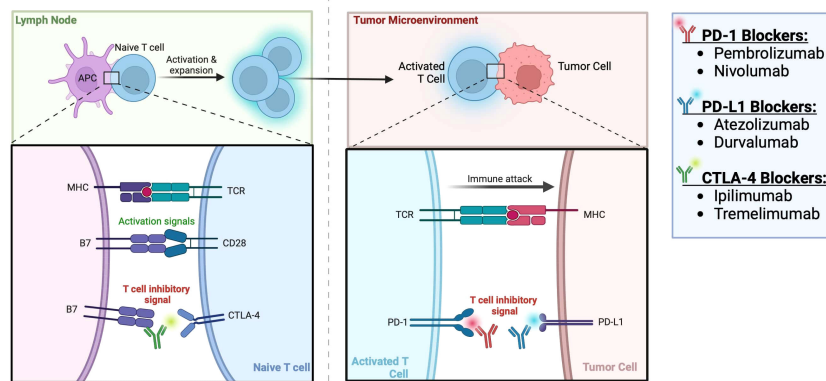 Lymph Node
Naive T cell
APC
Activation &
expansion
MHC
TCR
Activation signals
B7
CD28
T cell inhibitory
signal
B7
CTLA-4
Naive T cell
Tumor Microenvironment
Activated
T Cell
Tumor Cell
Immune attack
TCR
MHC
T cell inhibitory
signal
PD-1
PD-L1
Activated T
Cell
Tumor Cell
PD-1 Blockers:
• Pembrolizumab
• Nivolumab
PD-L1 Blockers:
• Atezolizumab
• Durvalumab
CTLA-4 Blockers:
• Ipilimumab
• Tremelimumab